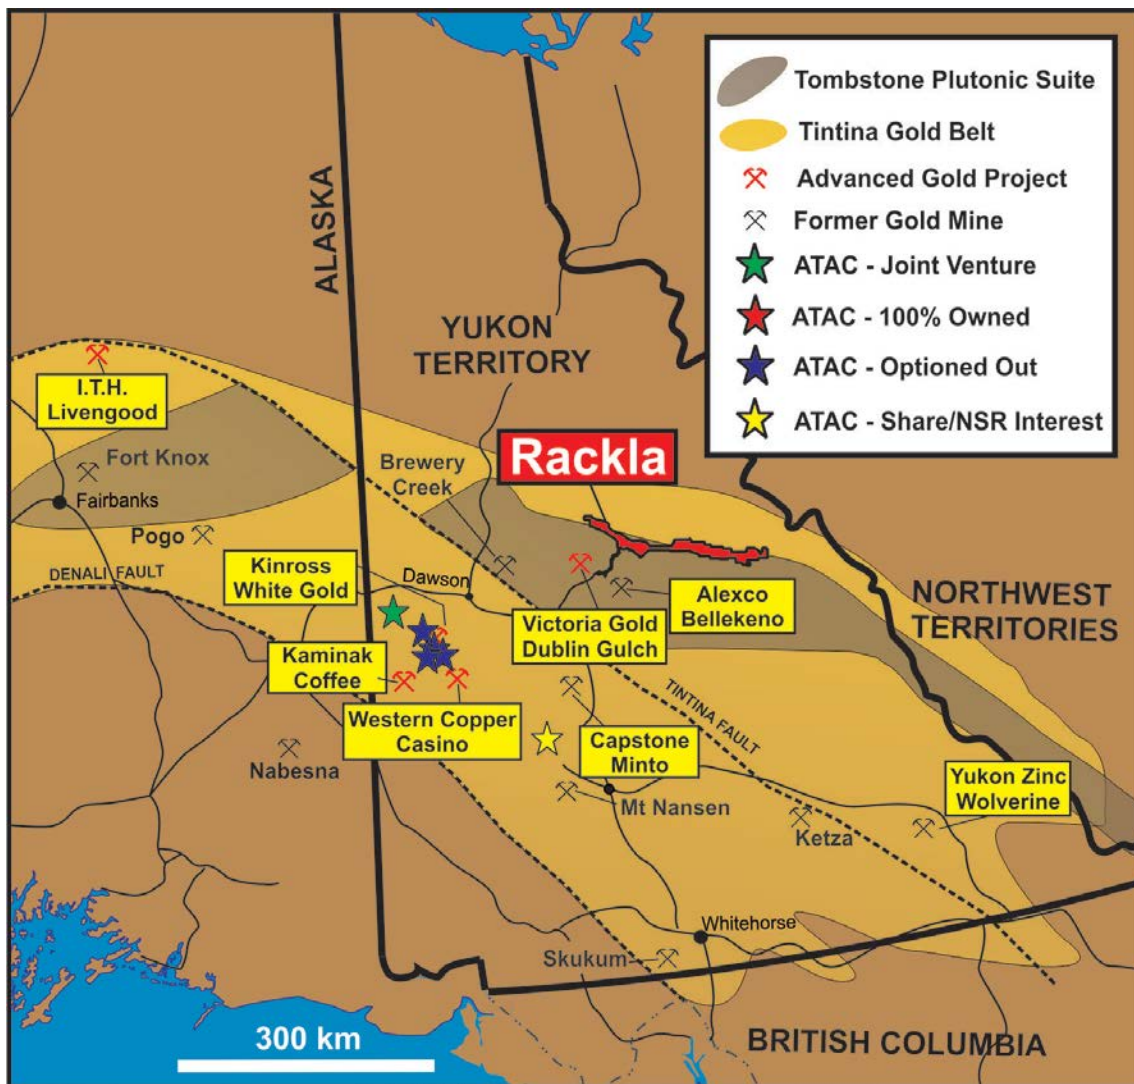 Tombstone Plutonic Suite
Tintina Gold Belt
Advanced Gold Project
Former Gold Mine
ATAC - Joint Venture
ATAC - 100% Owned
ATAC - Optioned Out
ATAC - Share/NSR Interest
ALASKA
YUKON
TERRITORY
I.T.H.
Livengood
Fort Knox
Fairbanks
Pogo
DENALI FAULT
Brewery
Creek
Rackla
Kinross
White Gold
Dawson
Kaminak
Coffee
Western Copper
Casino
Victoria Gold
Dublin Gulch
Alexco
Bellekeno
NORTHWEST
TERRITORIES
TINTINA FAULT
Capstone
Minto
Nabesna
Mt Nansen
Ketza
Yukon Zinc
Wolverine
Whitehorse
Skukum
300 km
BRITISH COLUMBIA